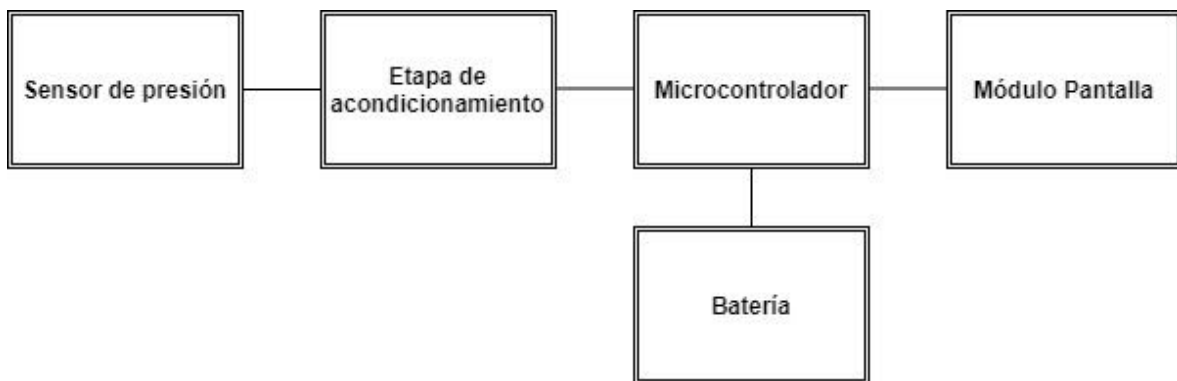 Sensor de presión
Etapa de
acondicionamiento
Microcontrolador
Módulo Pantalla
Batería